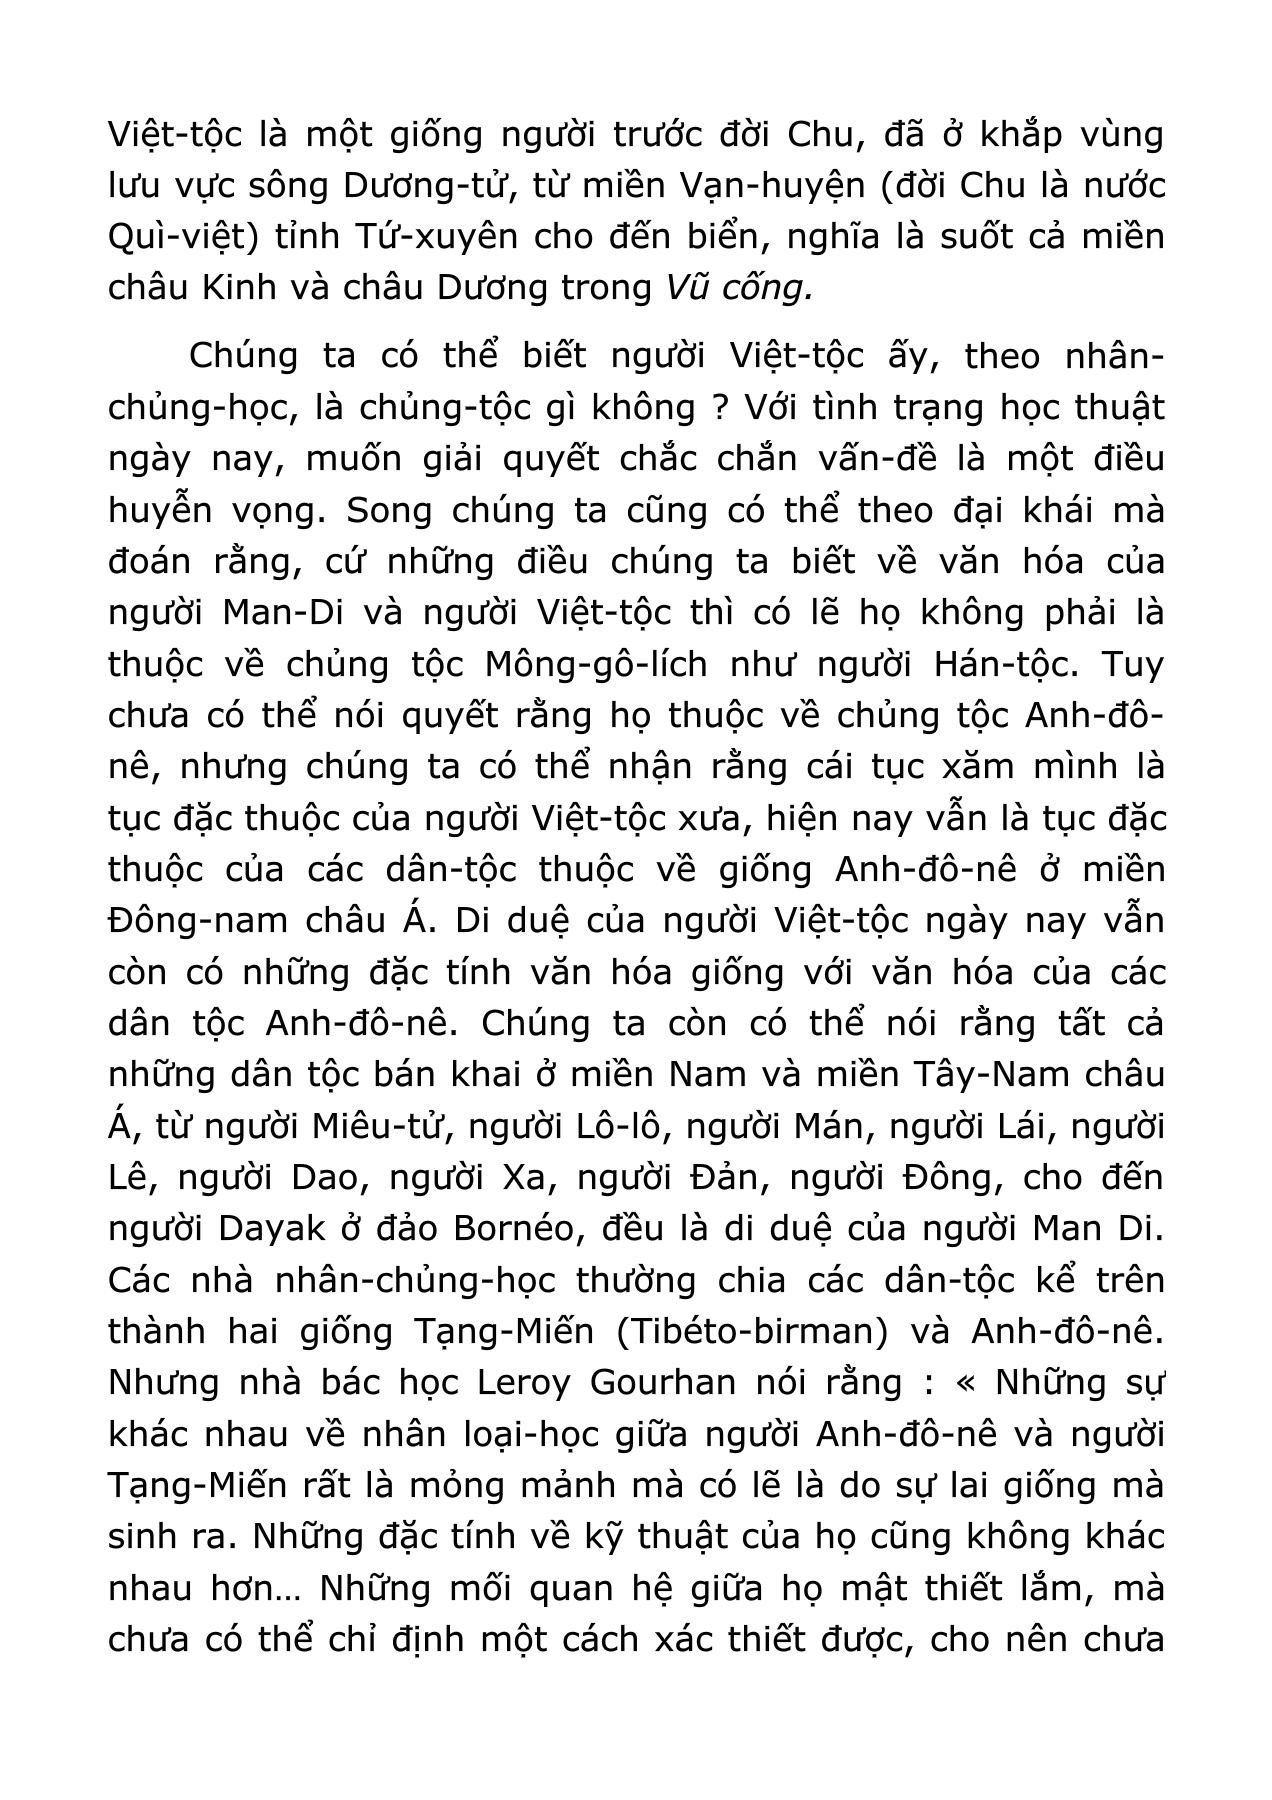 Việt-tộc là một giống người trước đời Chu, đã ở khắp vùng
lưu vực sông Dương-tử, từ miền Vạn-huyện (đời Chu là nước
Quì-việt) tỉnh Tứ-xuyên cho đến biển, nghĩa là suốt cả miền
châu Kinh và châu Dương trong Vũ cống.
Chúng ta có thể biết người Việt-tộc ấy, theo nhân-
chủng-học, là chủng-tộc gì không ? Với tình trạng học thuật
ngày nay, muốn giải quyết chắc chắn vấn-đề là một điều
huyễn vọng. Song chúng ta cũng có thể theo đại khái mà
đoán rằng, cứ những điều chúng ta biết về văn hóa của
người Man-Di và người Việt-tộc thì có lẽ họ không phải là
thuộc về chủng tộc Mông-gô-lích như người Hán-tộc. Tuy
chưa có thể nói quyết rằng họ thuộc về chủng tộc Anh-đô-
nê, nhưng chúng ta có thể nhận rằng cái tục xăm mình là
tục đặc thuộc của người Việt-tộc xưa, hiện nay vẫn là tục đặc
thuộc của các dân-tộc thuộc về giống Anh-đô-nê ở miền
Đông-nam châu Á. Di duệ của người Việt-tộc ngày nay vẫn
còn có những đặc tính văn hóa giống với văn hóa của các
dân tộc Anh-đô-nê. Chúng ta còn có thể nói rằng tất cả
những dân tộc bán khai ở miền Nam và miền Tây-Nam châu
Á, từ người Miêu-tử, người Lô-lô, người Mán, người Lái, người
Lê, người Dao, người Xa, người Đản, người Đông, cho đến
người Dayak ở đảo Bornéo, đều là di duệ của người Man Di.
Các nhà nhân-chủng-học thường chia các dân-tộc kể trên
thành hai giống Tạng-Miến (Tibéto-birman) và Anh-đô-nê.
Nhưng nhà bác học Leroy Gourhan nói rằng : « Những sự
khác nhau về nhân loại-học giữa người Anh-đô-nê và người
Tạng-Miến rất là mỏng mảnh mà có lẽ là do sự lai giống mà
sinh ra. Những đặc tính về kỹ thuật của họ cũng không khác
nhau hơn… Những mối quan hệ giữa họ mật thiết lắm, mà
chưa có thể chỉ định một cách xác thiết được, cho nên chưa